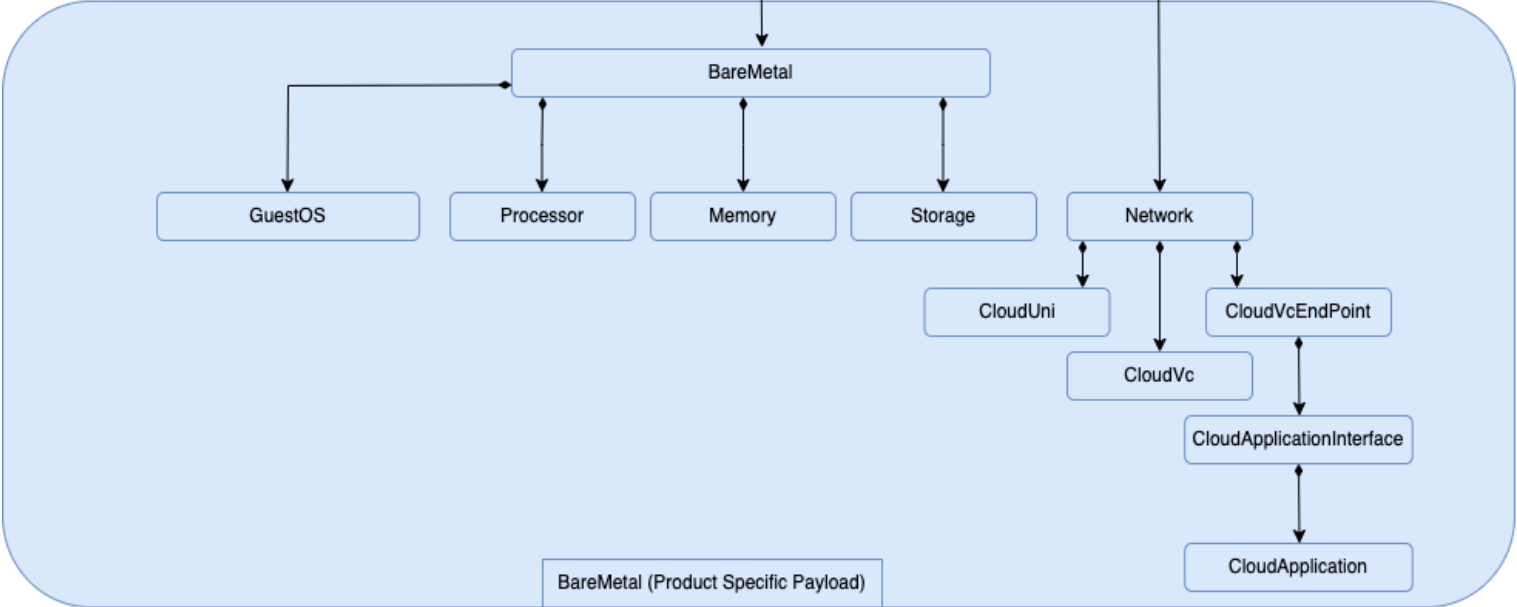 BareMetal
GuestOS
Processor
Memory
Storage
Network
CloudUni
CloudVcEndPoint
CloudVc
CloudApplicationInterface
CloudApplication
BareMetal (Product Specific Payload)